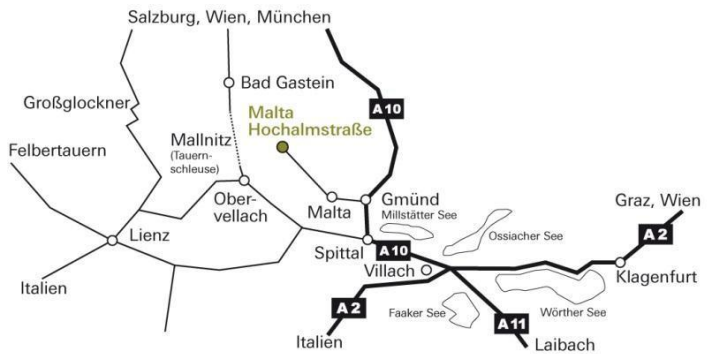 Salzburg, Wien, München
Bad Gastein
A10
Großglockner
Malta
Hochalmstraße
Mallnitz
(Tauern-
schleuse)
Felbertauern
Ober-
vellach
Malta
Gmünd
Millstätter See
Graz, Wien
Lienz
Ossiacher See
A2
Spittal
A10
Villach
Klagenfurt
Italien
A2
Faaker See
Wörther See
A11
Italien
Laibach